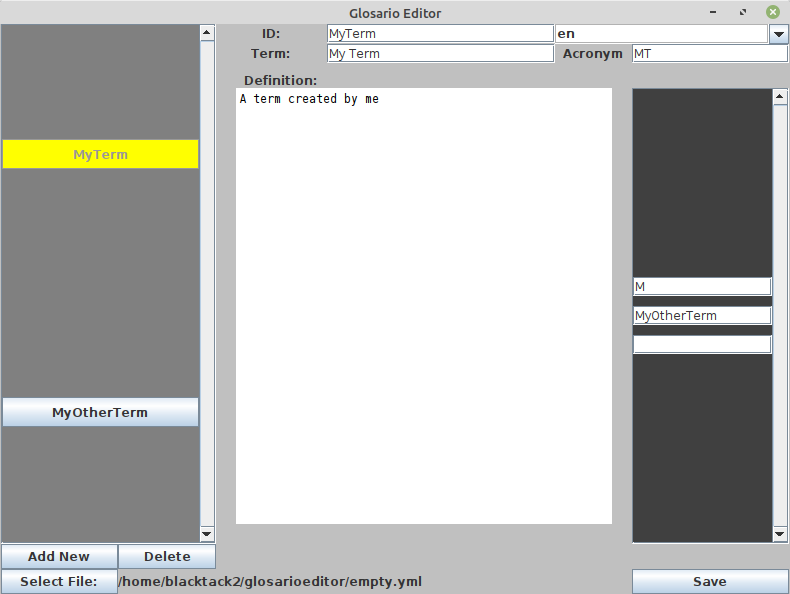 Glosario Editor
ID: MyTerm en
Term: My Term Acronym MT
Definition:
A term created by me
MyTerm
M
MyOtherTerm
MyOtherTerm
Add New Delete
Select File: /home/blacktack2/glosarioeditor/empty.yml Save